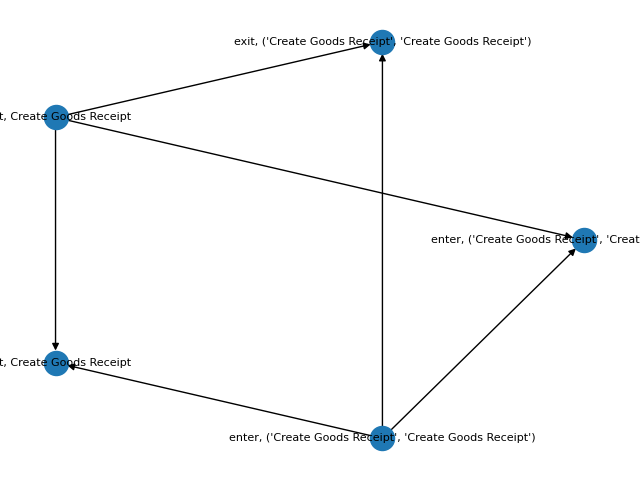 exit, ('Create Goods Receipt', 'Create Goods Receipt')
t, Create Goods Receipt
enter, ('Create Goods Receipt', 'Creat
t, Create Goods Receipt
enter, ('Create Goods Receipt', 'Create Goods Receipt')